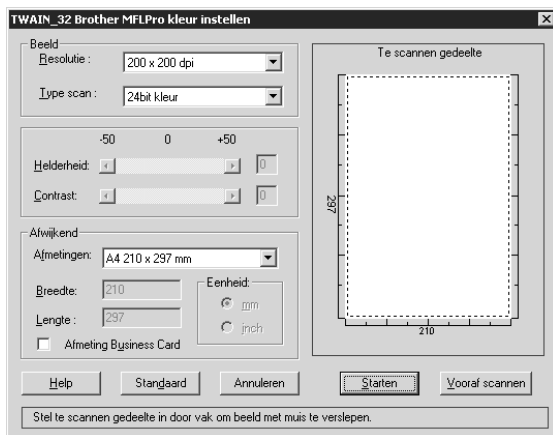 TWAIN_32 Brother MFLPro kleur instellen
Beeld
Resolutie : 200 x 200 dpi
Type scan : 24bit kleur
-50 0 +50
Helderheid: 0
Contrast: 0
Afwijkend
Afmetingen: A4 210 x 297 mm
Breedte: 210
Lengte : 297
Eenheid:
mm
inch
Afmeting Business Card
Te scannen gedeelte
297
210
Help Standaard Annuleren Starten Vooraf scannen
Stel te scannen gedeelte in door vak om beeld met muis te verslepen.